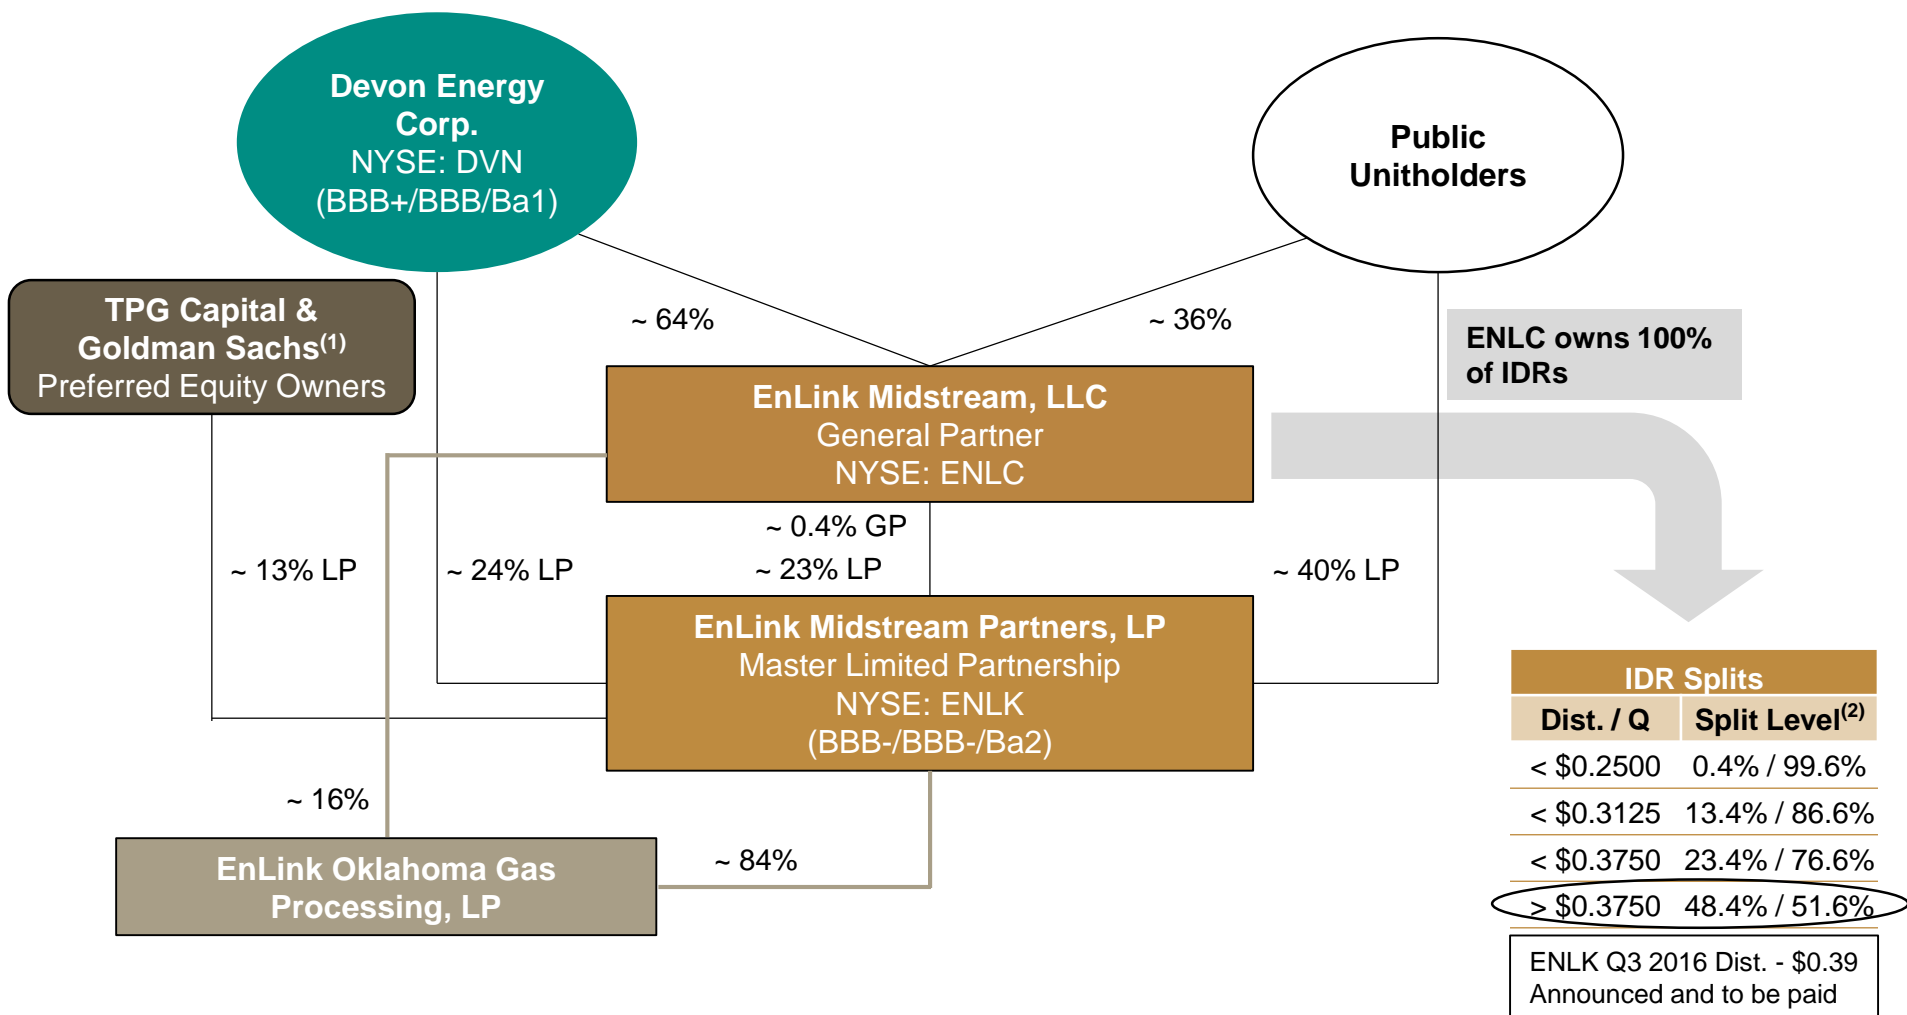 Devon Energy
Corp.
NYSE: DVN
(BBB+/BBB/Ba1)
Public
Unitholders
TPG Capital &
Goldman Sachs(1)
Preferred Equity Owners
~ 64%
~ 36%
ENLC owns 100%
of IDRs
EnLink Midstream, LLC
General Partner
NYSE: ENLC
~ 0.4% GP
~ 13% LP
~ 24% LP
~ 23% LP
~ 40% LP
EnLink Midstream Partners, LP
Master Limited Partnership
NYSE: ENLK
(BBB-/BBB-/Ba2)
~ 16%
~ 84%
EnLink Oklahoma Gas
Processing, LP
IDR Splits
Dist. / Q Split Level(2)
< $0.2500 0.4% / 99.6%
< $0.3125 13.4% / 86.6%
< $0.3750 23.4% / 76.6%
> $0.3750 48.4% / 51.6%
ENLK Q3 2016 Dist. - $0.39
Announced and to be paid